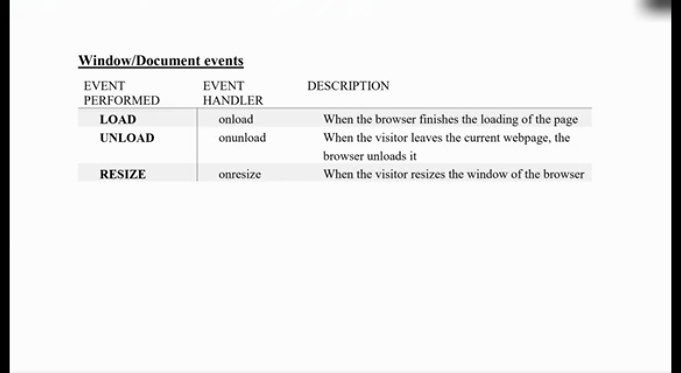 Window/Document events
EVENT PERFORMED EVENT HANDLER DESCRIPTION
LOAD onload When the browser finishes the loading of the page
UNLOAD onunload When the visitor leaves the current webpage, the
browser unloads it
RESIZE onresize When the visitor resizes the window of the browser